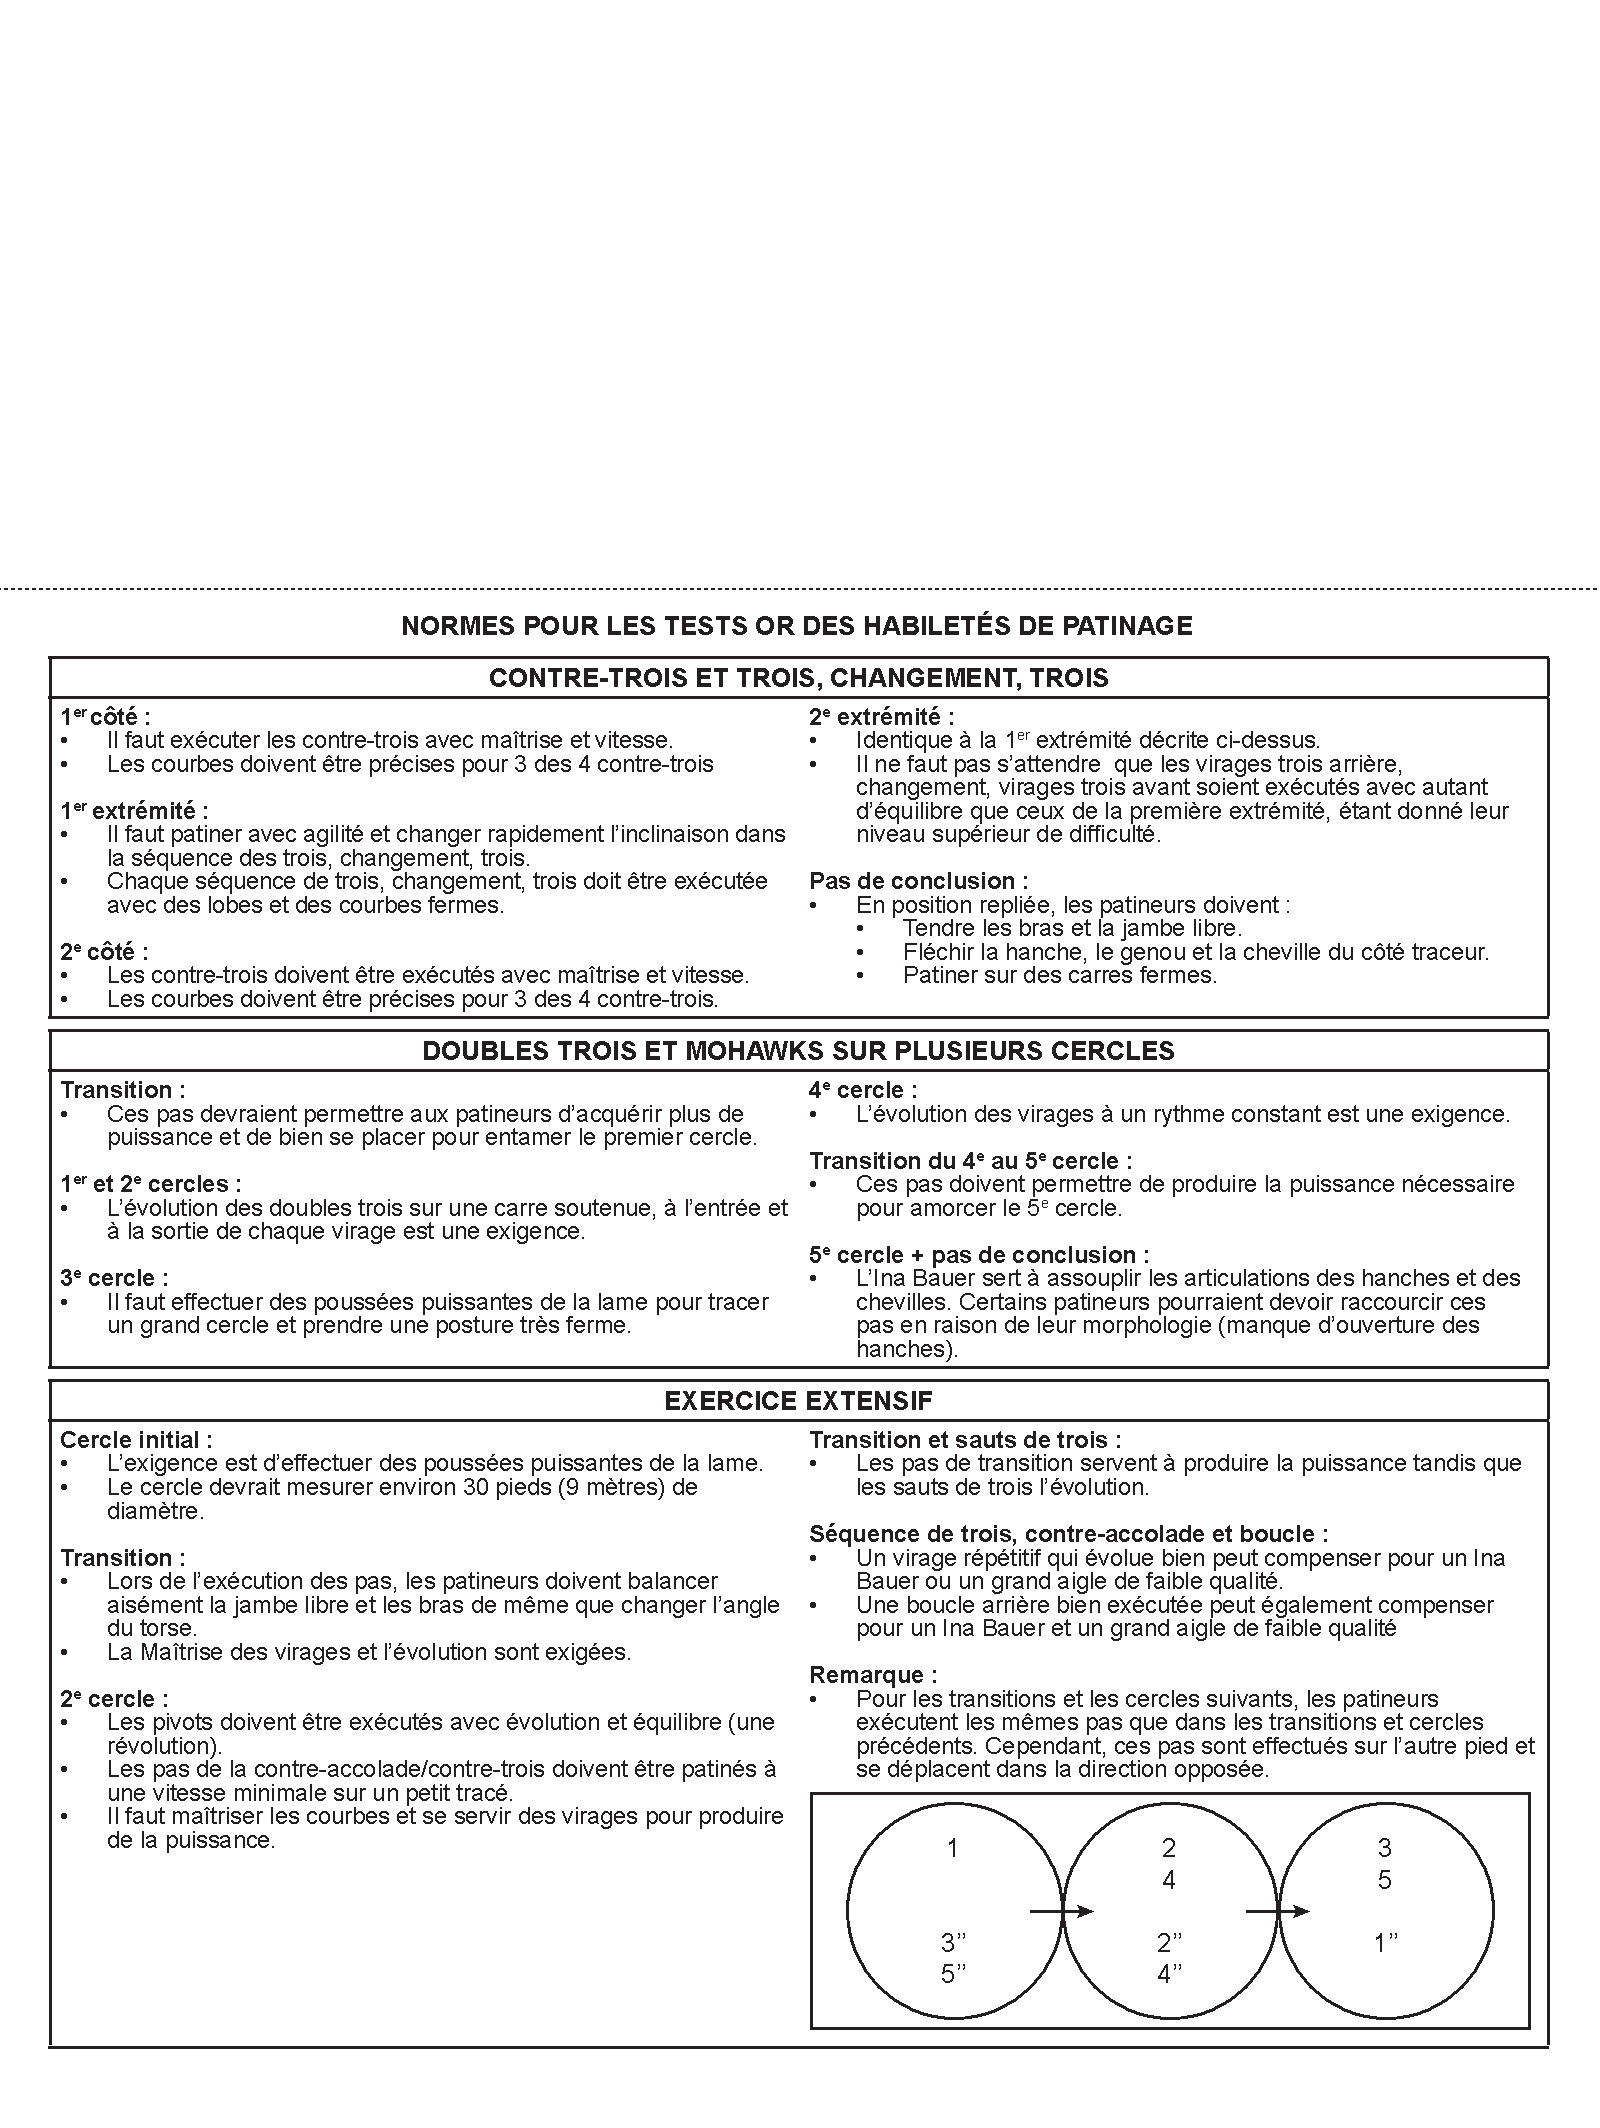 NORMES POUR LES TESTS OR DES HABILETÉS DE PATINAGE
CONTRE-TROIS ET TROIS, CHANGEMENT, TROIS
1er côté :
• Il faut exécuter les contre-trois avec maîtrise et vitesse.
• Les courbes doivent être précises pour 3 des 4 contre-trois
1er extrémité :
• Il faut patiner avec agilité et changer rapidement l’inclinaison dans
la séquence des trois, changement, trois.
• Chaque séquence de trois, changement, trois doit être exécutée
avec des lobes et des courbes fermes.
2e côté :
• Les contre-trois doivent être exécutés avec maîtrise et vitesse.
• Les courbes doivent être précises pour 3 des 4 contre-trois.
2e extrémité :
• Identique à la 1er extrémité décrite ci-dessus.
• Il ne faut pas s’attendre que les virages trois arrière,
changement, virages trois avant soient exécutés avec autant
d’équilibre que ceux de la première extrémité, étant donné leur
niveau supérieur de difficulté.
Pas de conclusion :
• En position repliée, les patineurs doivent :
• Tendre les bras et la jambe libre.
• Fléchir la hanche, le genou et la cheville du côté traceur.
• Patiner sur des carres fermes.
DOUBLES TROIS ET MOHAWKS SUR PLUSIEURS CERCLES
Transition :
• Ces pas devraient permettre aux patineurs d’acquérir plus de
puissance et de bien se placer pour entamer le premier cercle.
1er et 2e cercles :
• L’évolution des doubles trois sur une carre soutenue, à l’entrée et
à la sortie de chaque virage est une exigence.
3e cercle :
• Il faut effectuer des poussées puissantes de la lame pour tracer
un grand cercle et prendre une posture très ferme.
4e cercle :
• L’évolution des virages à un rythme constant est une exigence.
Transition du 4e au 5e cercle :
• Ces pas doivent permettre de produire la puissance nécessaire
pour amorcer le 5e cercle.
5e cercle + pas de conclusion :
• L’Ina Bauer sert à assouplir les articulations des hanches et des
chevilles. Certains patineurs pourraient devoir raccourcir ces
pas en raison de leur morphologie (manque d’ouverture des
hanches).
EXERCICE EXTENSIF
Cercle initial :
• L’exigence est d’effectuer des poussées puissantes de la lame.
• Le cercle devrait mesurer environ 30 pieds (9 mètres) de
diamètre.
Transition :
• Lors de l’exécution des pas, les patineurs doivent balancer
aisément la jambe libre et les bras de même que changer l’angle
du torse.
• La Maîtrise des virages et l’évolution sont exigées.
2e cercle :
• Les pivots doivent être exécutés avec évolution et équilibre (une
révolution).
• Les pas de la contre-accolade/contre-trois doivent être patinés à
une vitesse minimale sur un petit tracé.
• Il faut maîtriser les courbes et se servir des virages pour produire
de la puissance.
Transition et sauts de trois :
• Les pas de transition servent à produire la puissance tandis que
les sauts de trois l’évolution.
Séquence de trois, contre-accolade et boucle :
• Un virage répétitif qui évolue bien peut compenser pour un Ina
Bauer ou un grand aigle de faible qualité.
• Une boucle arrière bien exécutée peut également compenser
pour un Ina Bauer et un grand aigle de faible qualité
Remarque :
• Pour les transitions et les cercles suivants, les patineurs
exécutent les mêmes pas que dans les transitions et cercles
précédents. Cependant, ces pas sont effectués sur l’autre pied et
se déplacent dans la direction opposée.
1 2 3
4 5
3” 2” 1”
5” 4”